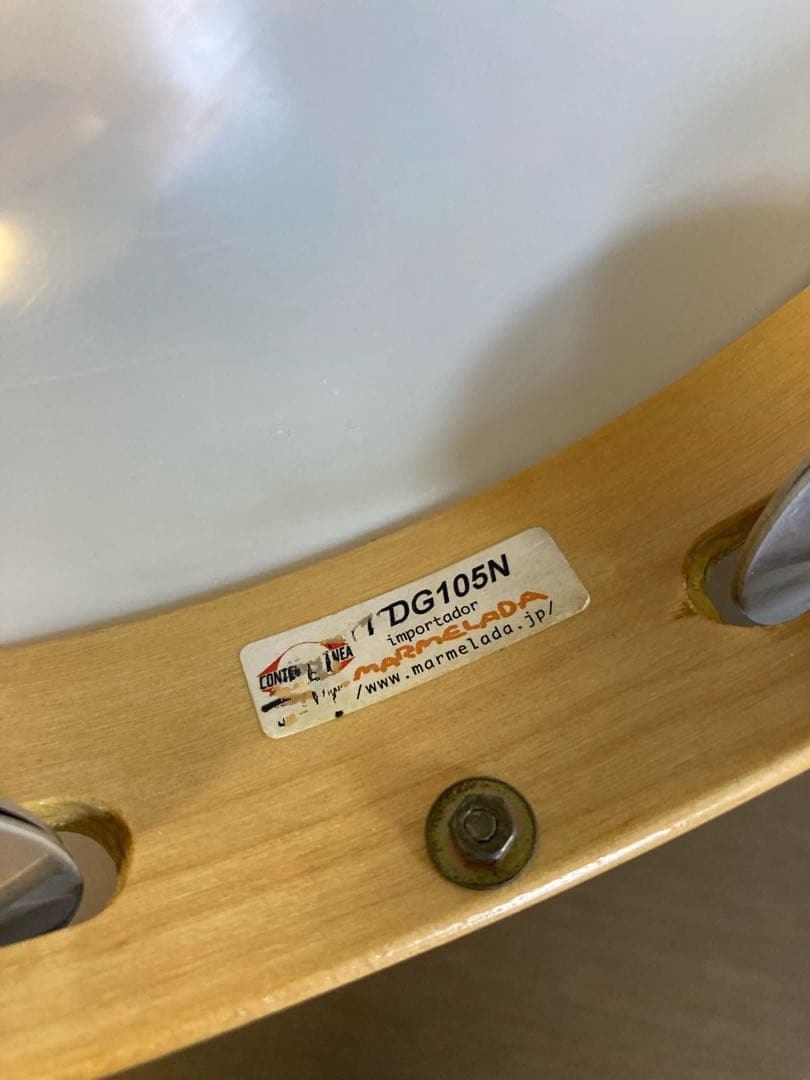 DG105N
importador
MARMELADA
/www.marmelada.jp/